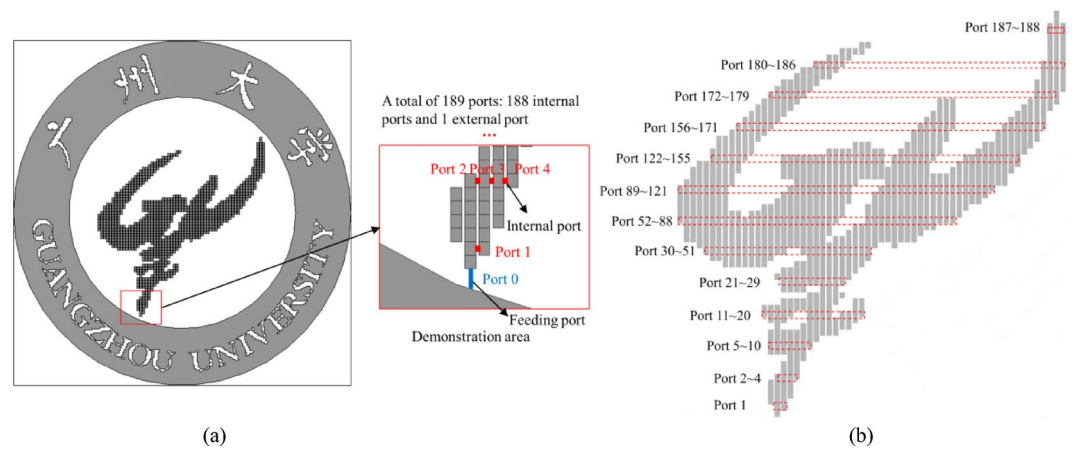 广州大学
GUANGZHOU UNIVERSITY
A total of 189 ports: 188 internal
ports and 1 external port
...
Port 2 Port 3 Port 4
Internal port
Port 1
Port 0
Feeding port
Demonstration area
(a)
Port 187~188
Port 180~186
Port 172~179
Port 156~171
Port 122~155
Port 89~121
Port 52~88
Port 30~51
Port 21~29
Port 11~20
Port 5~10
Port 2~4
Port 1
(b)